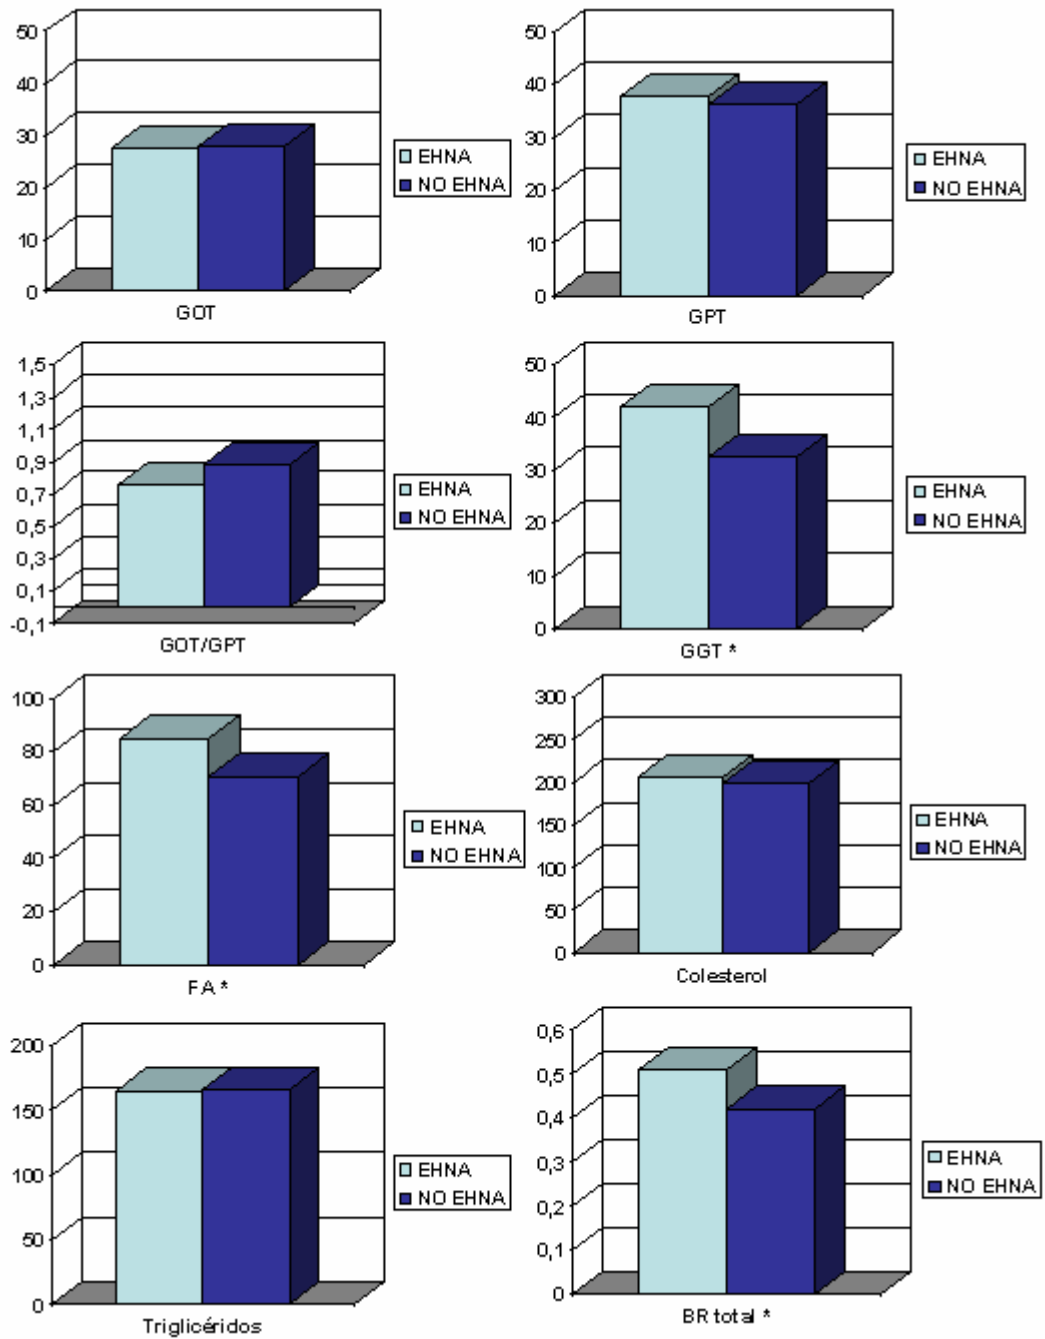 50
40
30
20
10
0
EHNA
NO EHNA
GOT
50
40
30
20
10
0
EHNA
NO EHNA
GPT
1,5
1,3
1,1
0,9
0,7
0,5
0,3
0,1
-0,1
EHNA
NO EHNA
GOT/GPT
50
40
30
20
10
0
EHNA
NO EHNA
GGT *
100
80
60
40
20
0
EHNA
NO EHNA
FA *
300
250
200
150
100
50
0
EHNA
NO EHNA
Colesterol
200
150
100
50
0
EHNA
NO EHNA
Triglicéridos
0,6
0,5
0,4
0,3
0,2
0,1
0
EHNA
NO EHNA
BR total *